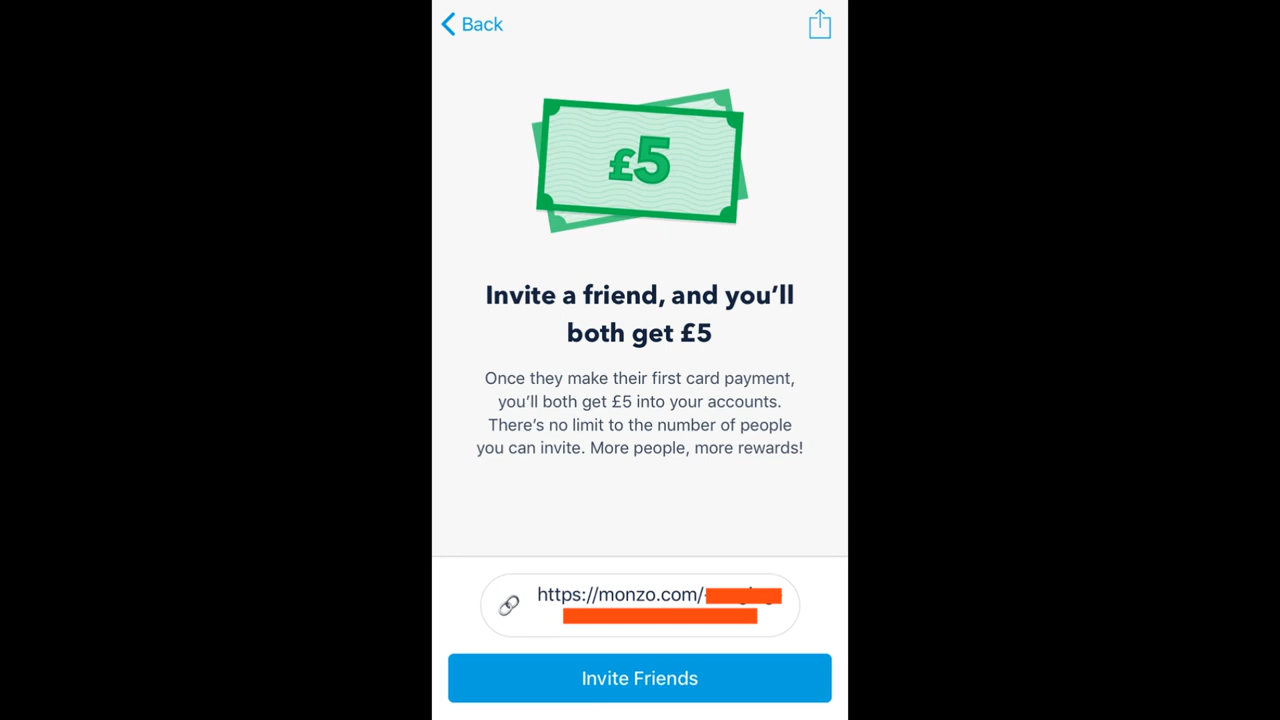 Back
£5
Invite a friend, and you’ll
both get £5
Once they make their first card payment,
you’ll both get £5 into your accounts.
There’s no limit to the number of people
you can invite. More people, more rewards!
https://monzo.com/
Invite Friends